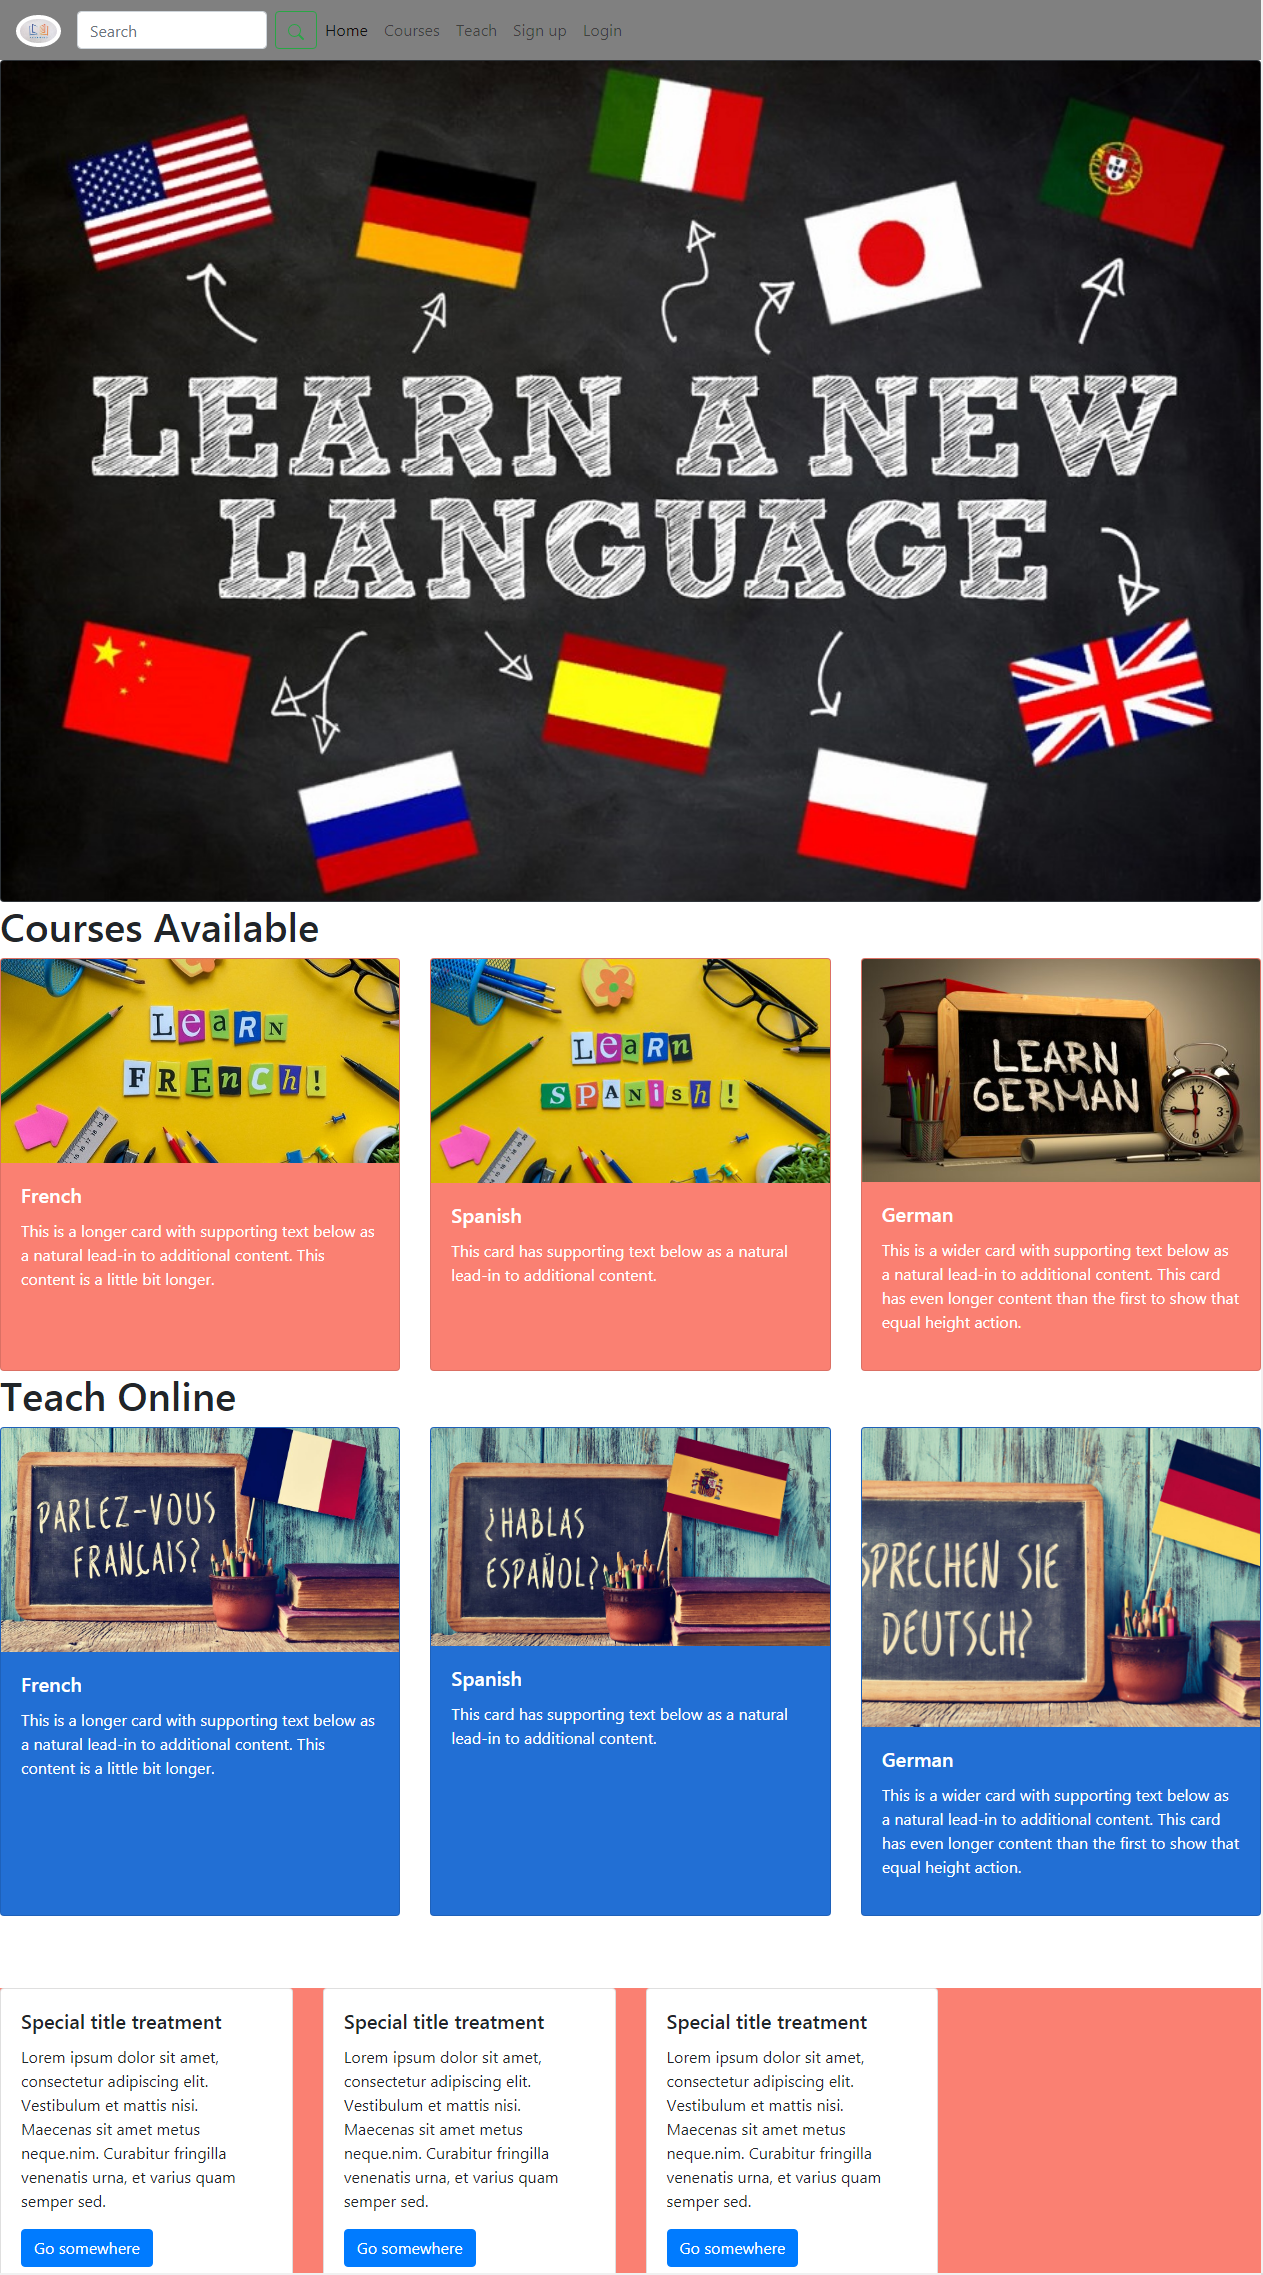 Search
Home
Courses
Teach
Sign up
Login
LEARN A NEW
LANGUAGE
Courses Available
LeaRN
FREnCh!
LeaRn
SPANish!
LEARN
GERMAN
French
This is a longer card with supporting text below as
a natural lead-in to additional content. This
content is a little bit longer.
Spanish
This card has supporting text below as a natural
lead-in to additional content.
German
This is a wider card with supporting text below as
a natural lead-in to additional content. This card
has even longer content than the first to show that
equal height action.
Teach Online
PARLEZ-VOUS
FRANÇAIS?
¿HABLAS
ESPAÑOL?
SPRECHEN SIE
DEUTSCH?
French
This is a longer card with supporting text below as
a natural lead-in to additional content. This
content is a little bit longer.
Spanish
This card has supporting text below as a natural
lead-in to additional content.
German
This is a wider card with supporting text below as
a natural lead-in to additional content. This card
has even longer content than the first to show that
equal height action.
Special title treatment
Lorem ipsum dolor sit amet,
consectetur adipiscing elit.
Vestibulum et mattis nisi.
Maecenas sit amet metus
neque.nim. Curabitur fringilla
venenatis urna, et varius quam
semper sed.
Go somewhere
Special title treatment
Lorem ipsum dolor sit amet,
consectetur adipiscing elit.
Vestibulum et mattis nisi.
Maecenas sit amet metus
neque.nim. Curabitur fringilla
venenatis urna, et varius quam
semper sed.
Go somewhere
Special title treatment
Lorem ipsum dolor sit amet,
consectetur adipiscing elit.
Vestibulum et mattis nisi.
Maecenas sit amet metus
neque.nim. Curabitur fringilla
venenatis urna, et varius quam
semper sed.
Go somewhere